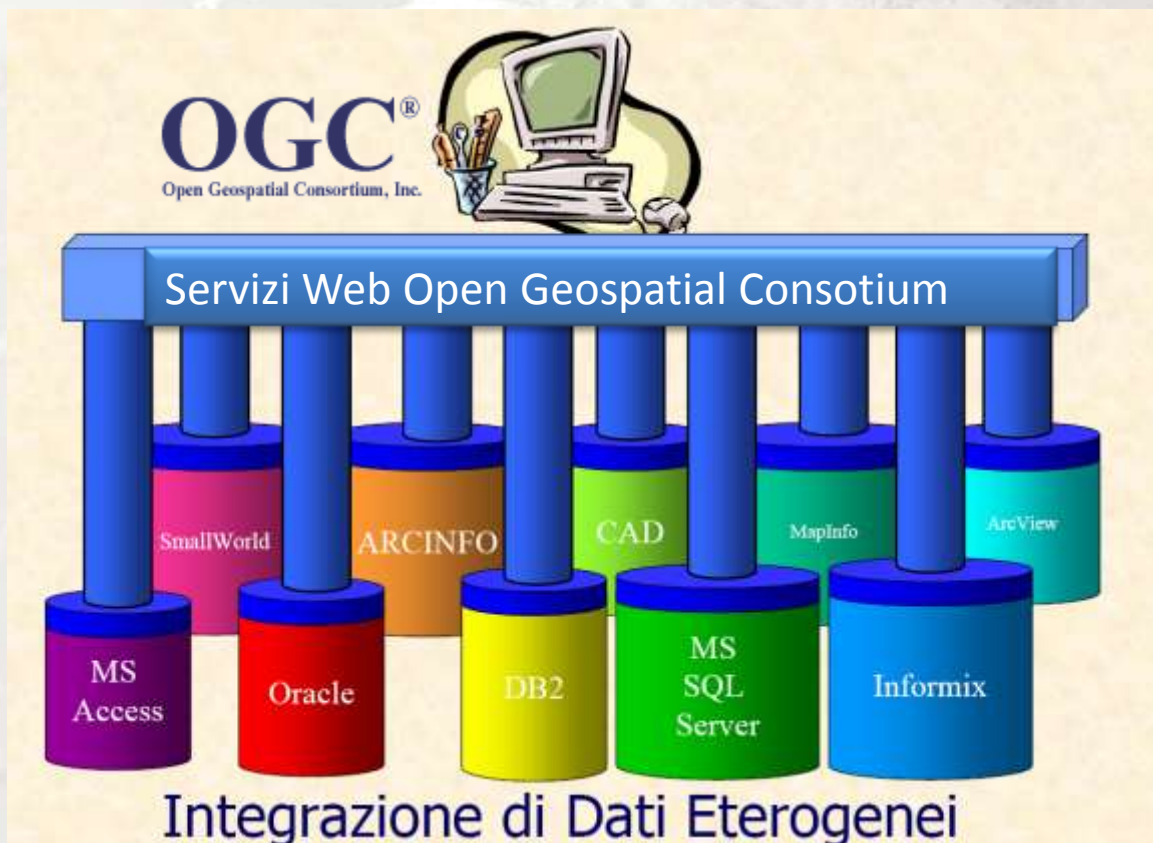 OGC®
Open Geospatial Consortium, Inc.
Servizi Web Open Geospatial Consotium
SmallWorld
ARCINFO
CAD
MapInfo
ArcView
MS
Access
Oracle
DB2
MS
SQL
Server
Informix
Integrazione di Dati Eterogenei